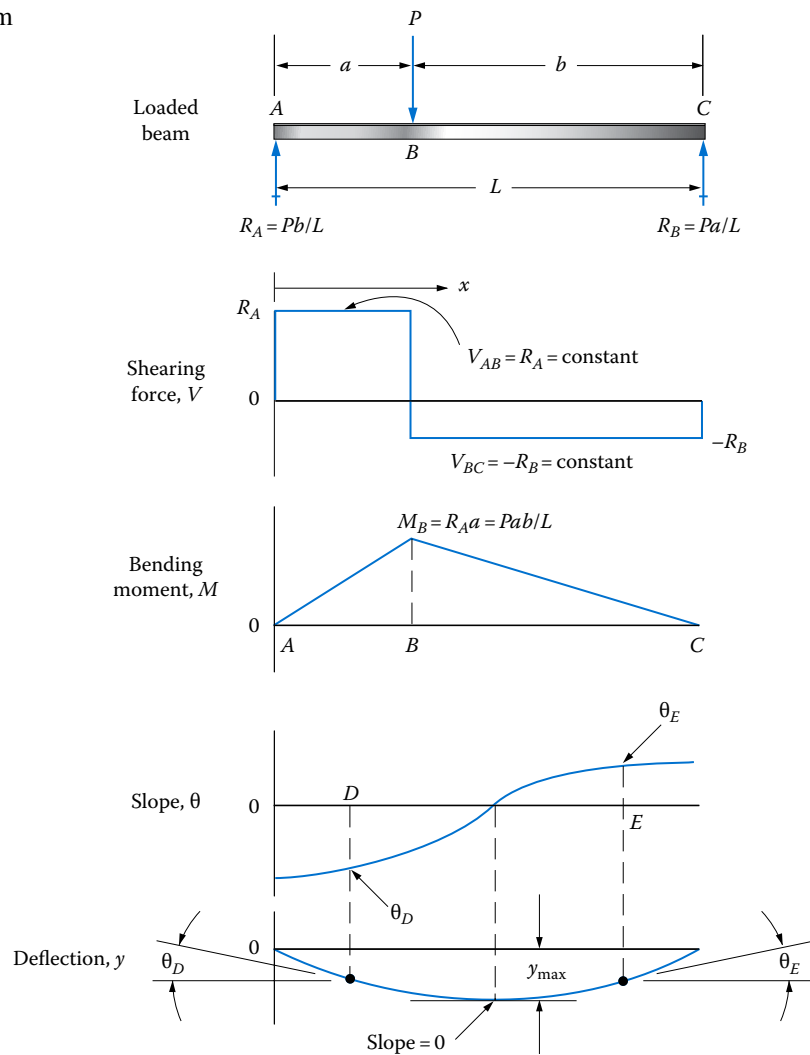 m
P
a
b
A
C
Loaded
beam
B
L
R_A = Pb/L
R_B = Pa/L
x
R_A
V_AB = R_A = constant
Shearing
force, V
0
–R_B
V_BC = –R_B = constant
M_B = R_A a = Pab/L
Bending
moment, M
0
A
B
C
θ_E
D
Slope, θ
0
E
θ_D
0
Deflection, y
θ_D
y_max
θ_E
Slope = 0